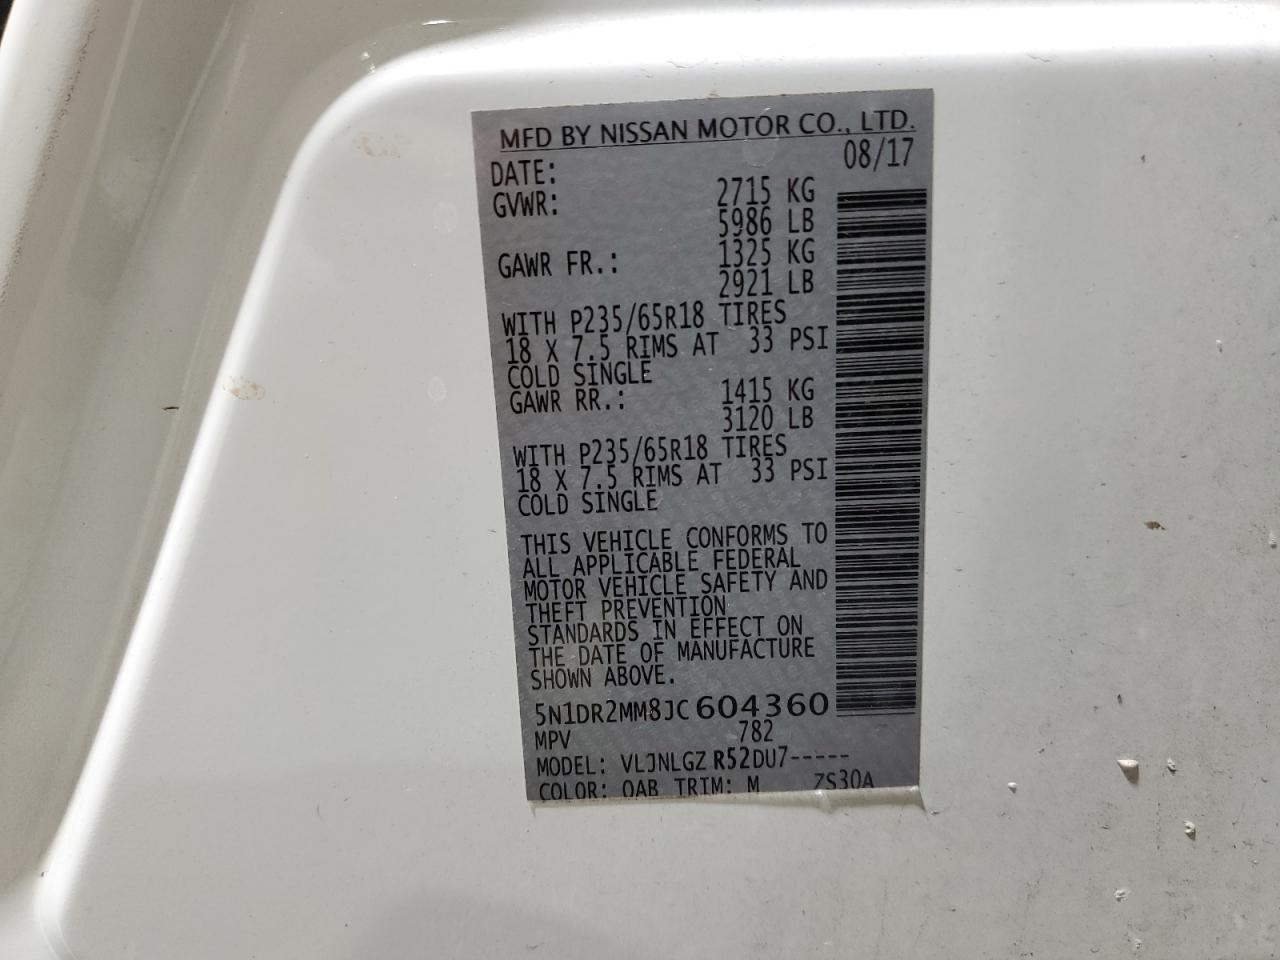 MFD BY NISSAN MOTOR CO., LTD.
DATE: 08/17
GVWR: 2715 KG
5986 LB
GAWR FR.: 1325 KG
2921 LB
WITH P235/65R18 TIRES
18 X 7.5 RIMS AT 33 PSI
COLD SINGLE
GAWR RR.: 1415 KG
3120 LB
WITH P235/65R18 TIRES
18 X 7.5 RIMS AT 33 PSI
COLD SINGLE
THIS VEHICLE CONFORMS TO
ALL APPLICABLE FEDERAL
MOTOR VEHICLE SAFETY AND
THEFT PREVENTION
STANDARDS IN EFFECT ON
THE DATE OF MANUFACTURE
SHOWN ABOVE.
5N1DR2MM8JC604360
MPV 782
MODEL: VLJNLGZ R52DU7-----
COLOR: QAB TRIM: M ZS30A